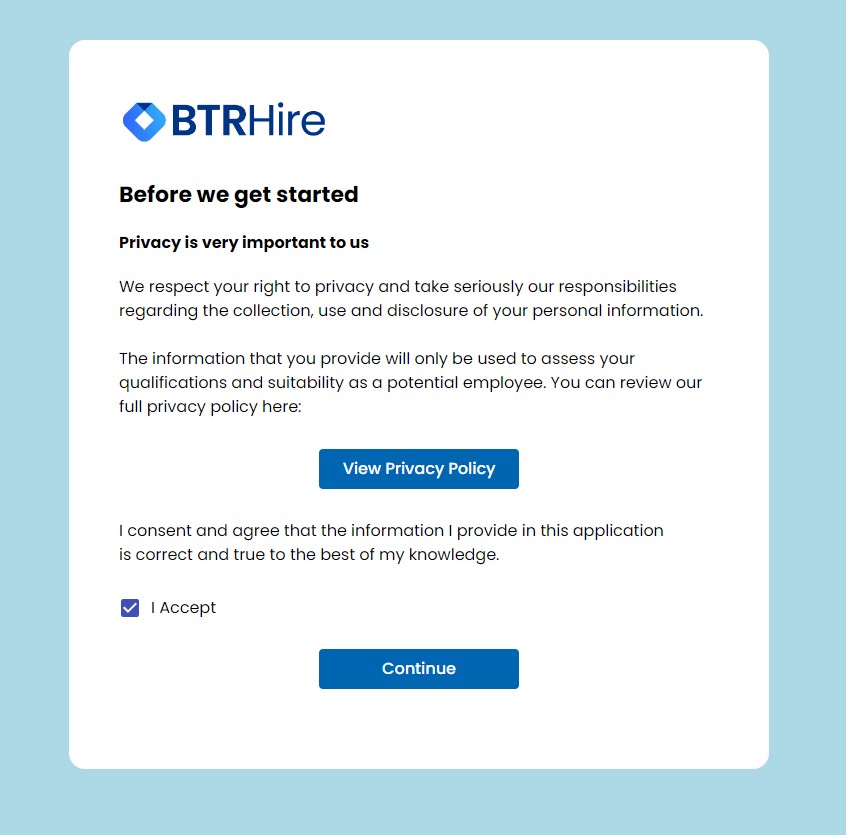 BTRHire
Before we get started
Privacy is very important to us
We respect your right to privacy and take seriously our responsibilities
regarding the collection, use and disclosure of your personal information.
The information that you provide will only be used to assess your
qualifications and suitability as a potential employee. You can review our
full privacy policy here:
View Privacy Policy
I consent and agree that the information I provide in this application
is correct and true to the best of my knowledge.
I Accept
Continue